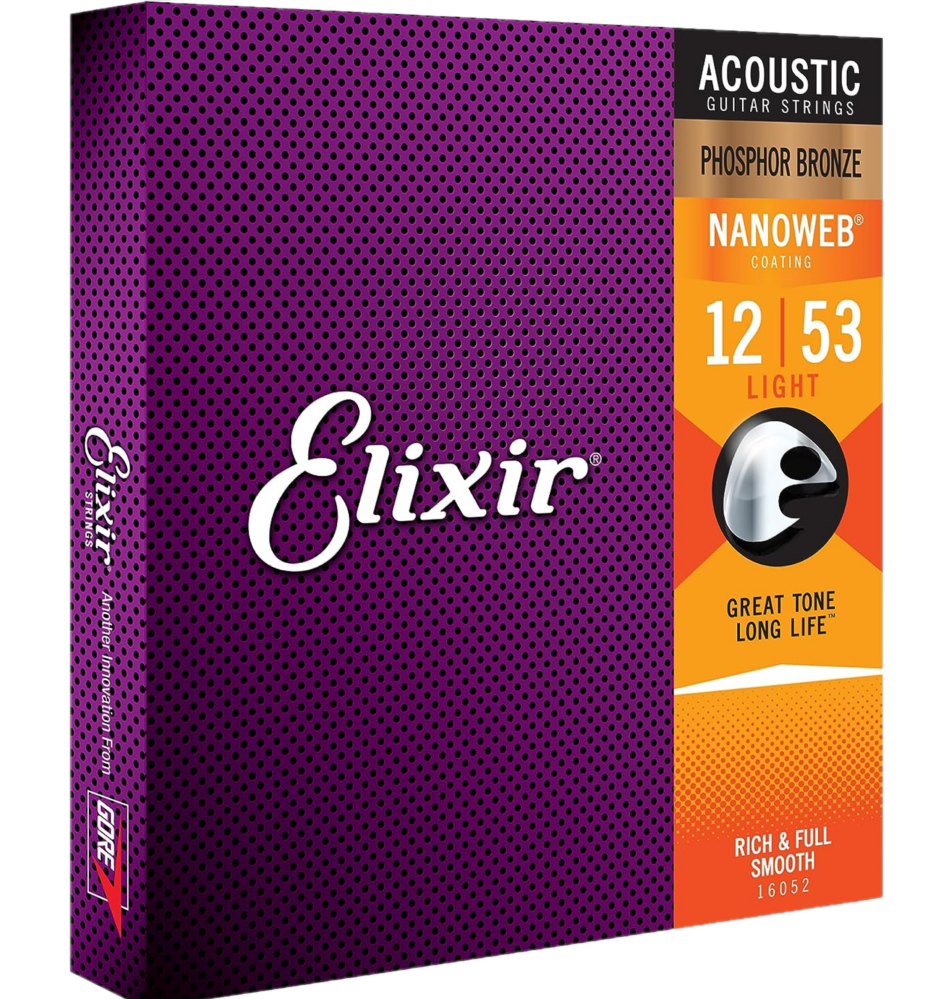 Elixir®
STRINGS
Another Innovation From
GORE
Elixir®
ACOUSTIC
GUITAR STRINGS
PHOSPHOR BRONZE
NANOWEB®
COATING
12 | 53
LIGHT
GREAT TONE
LONG LIFE™
RICH & FULL
SMOOTH
16052